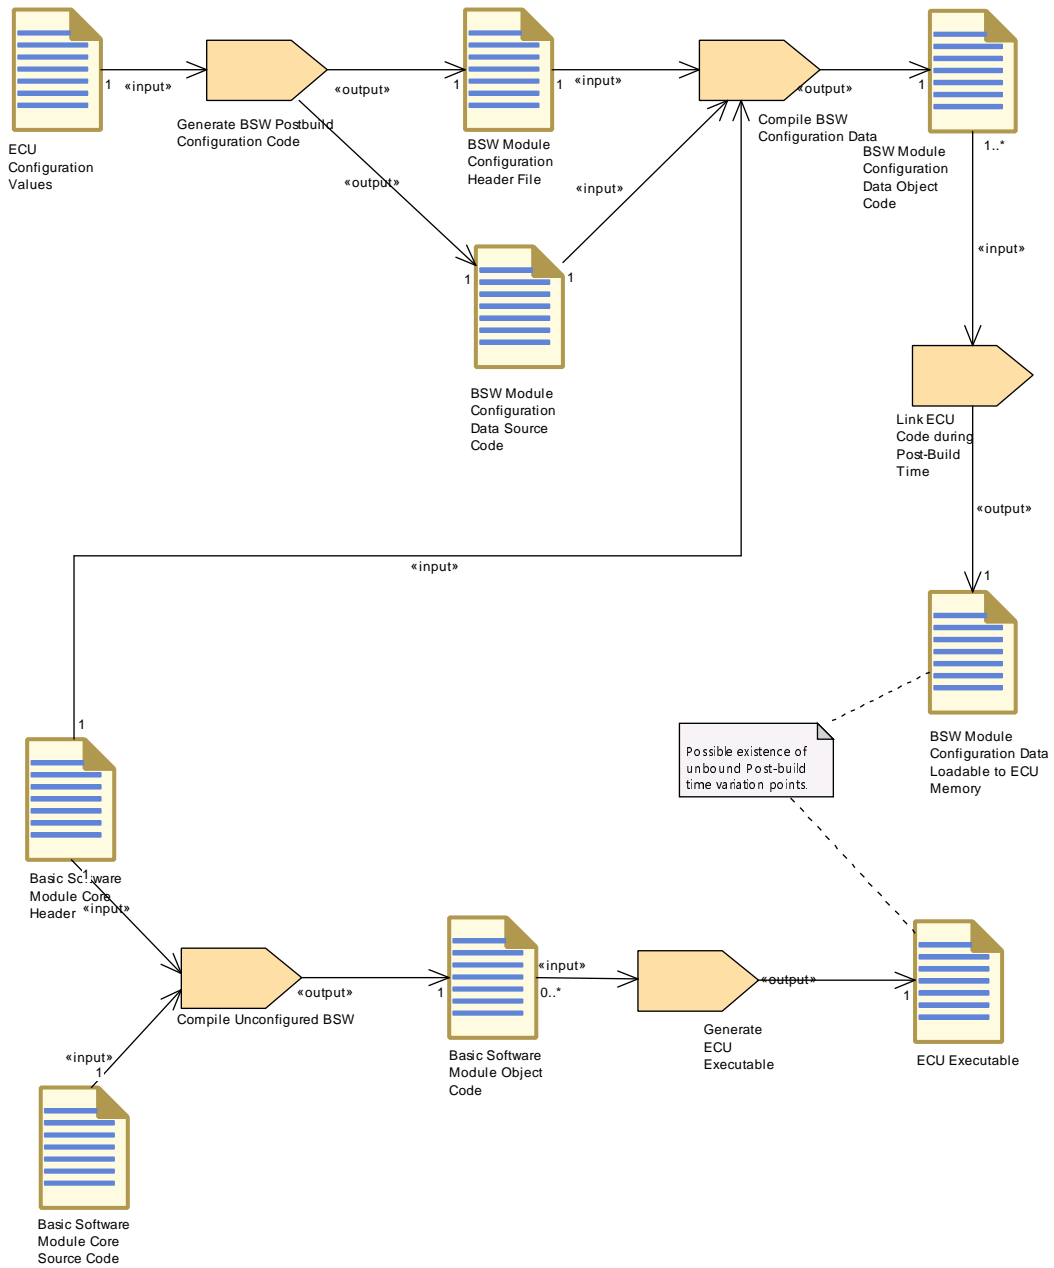 1
«input»
«output»
1
1
«input»
«output»
1
ECU
Configuration
Values
Generate BSW Postbuild
Configuration Code
BSW Module
Configuration
Header File
Compile BSW
Configuration Data
BSW Module
Configuration
Data Object
Code
1..*
«output»
«input»
«input»
1
1
BSW Module
Configuration
Data Source
Code
Link ECU
Code during
Post-Build
Time
«output»
«input»
1
1
BSW Module
Configuration Data
Loadable to ECU
Memory
Possible existence of
unbound Post-build
time variation points.
Basic Software
Module Core
Header
1
«input»
Compile Unconfigured BSW
«output»
1
«input»
0..*
Basic Software
Module Object
Code
Generate
ECU
Executable
«output»
1
ECU Executable
«input»
1
Basic Software
Module Core
Source Code